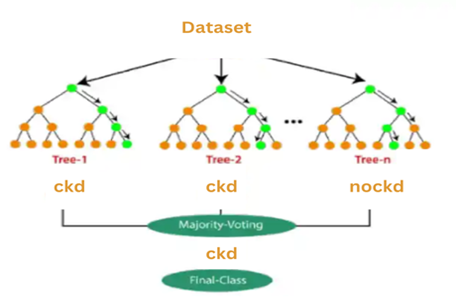 Dataset
...
Tree-1 Tree-2 Tree-n
ckd ckd nockd
Majority-Voting
ckd
Final-Class